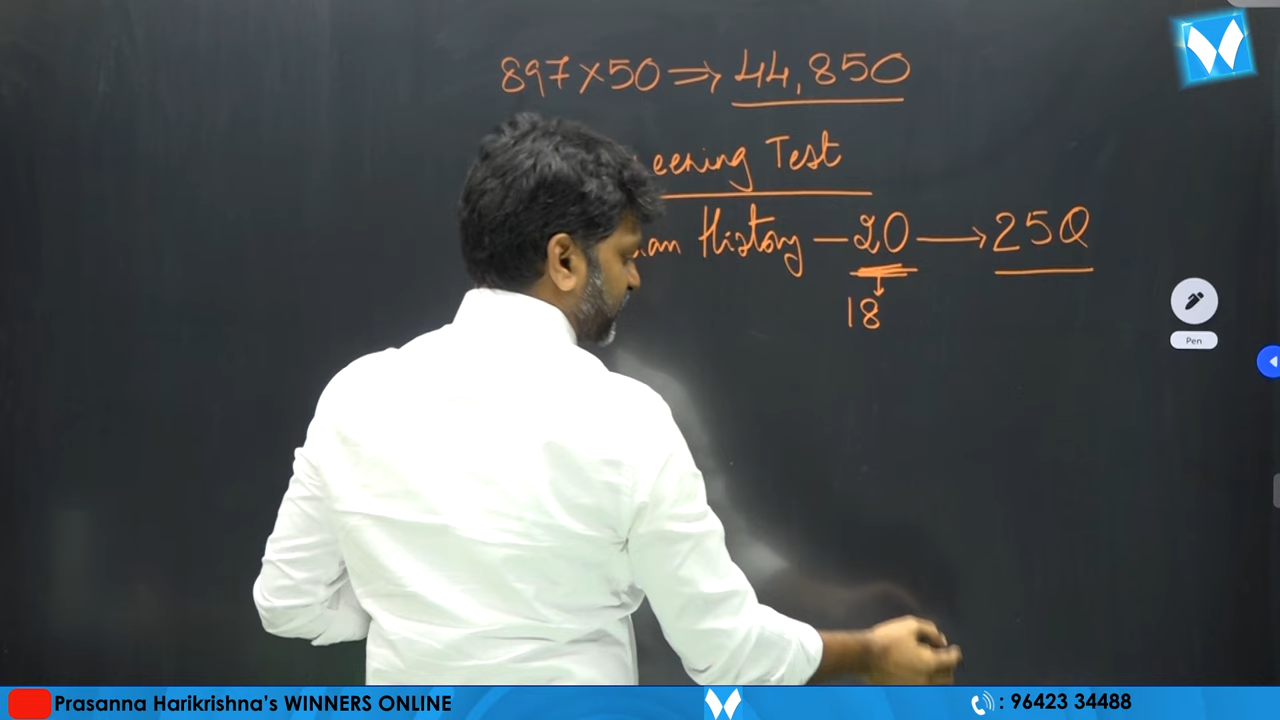 897×50 ⇒ 44,850
eening Test
an History — 20 → 25Q
18
Pen
Prasanna Harikrishna's WINNERS ONLINE
: 96423 34488